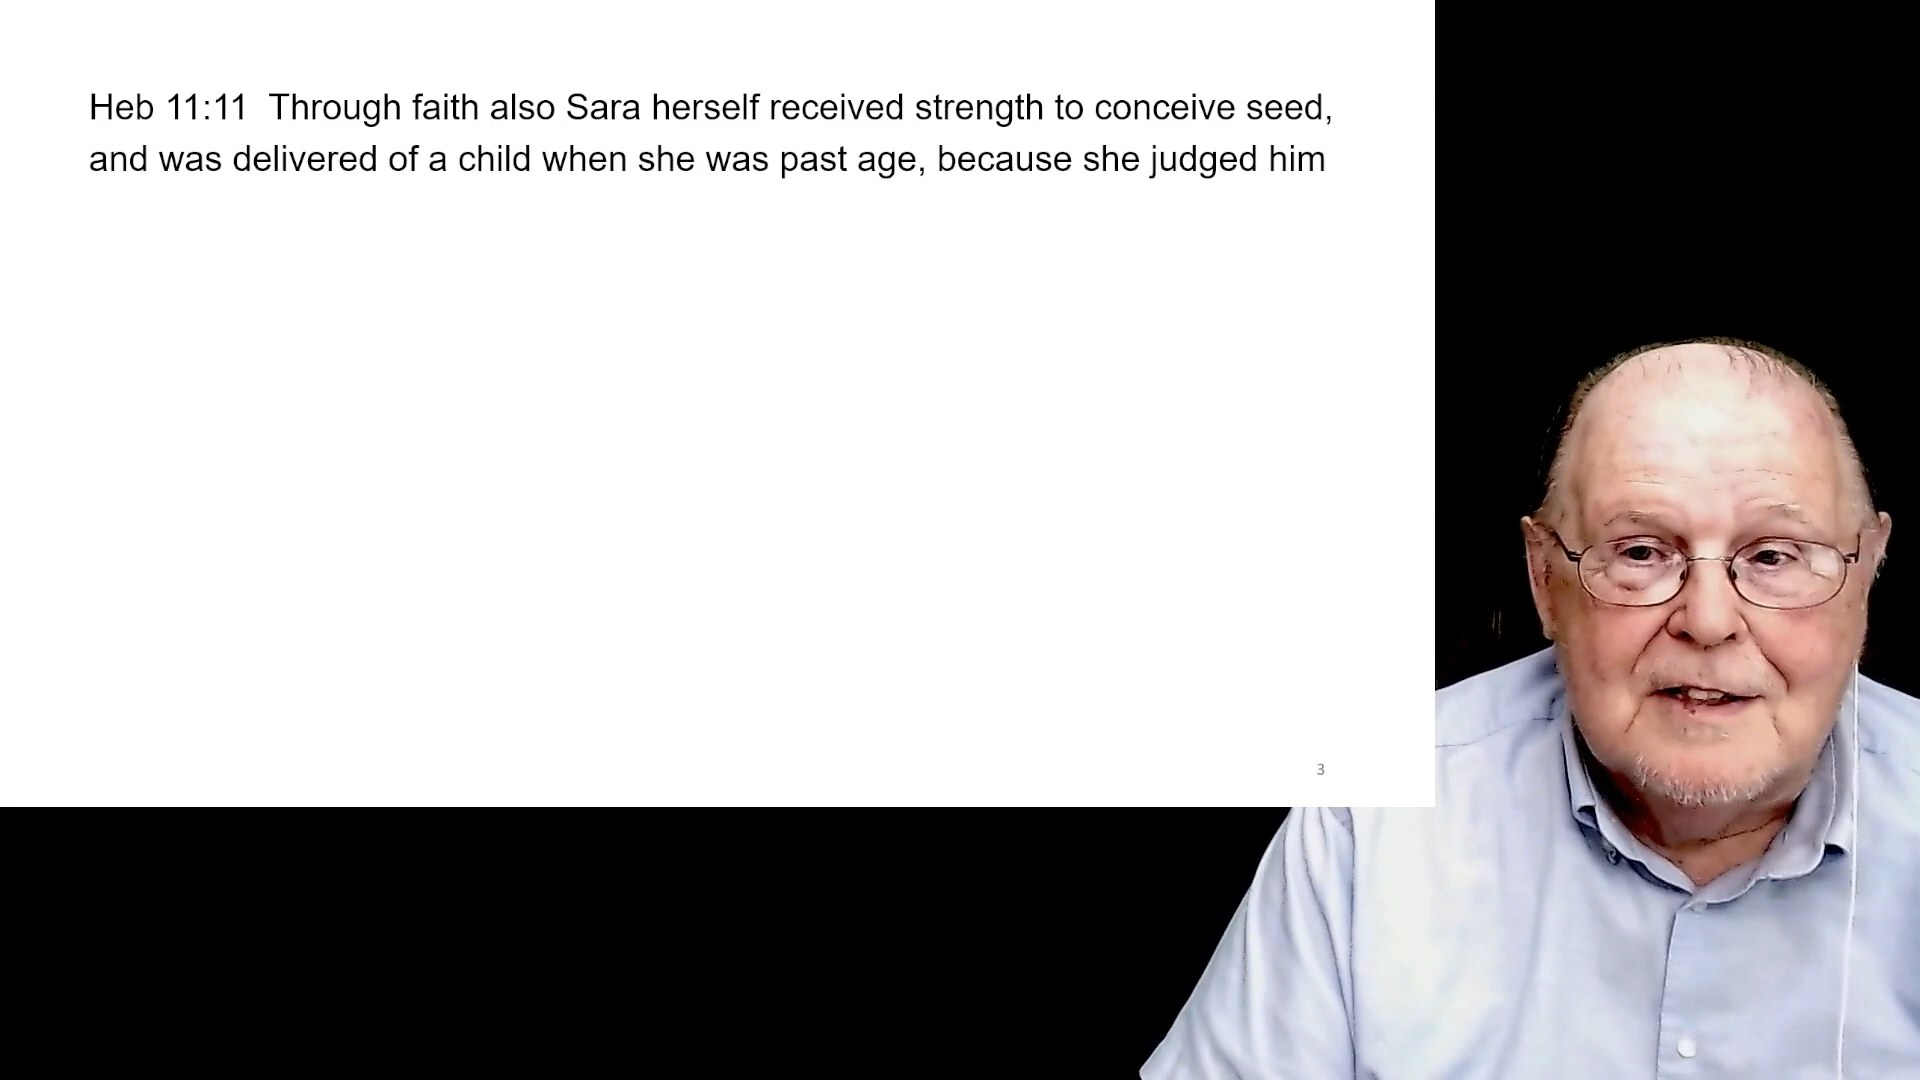 Heb 11:11  Through faith also Sara herself received strength to conceive seed,
and was delivered of a child when she was past age, because she judged him
3